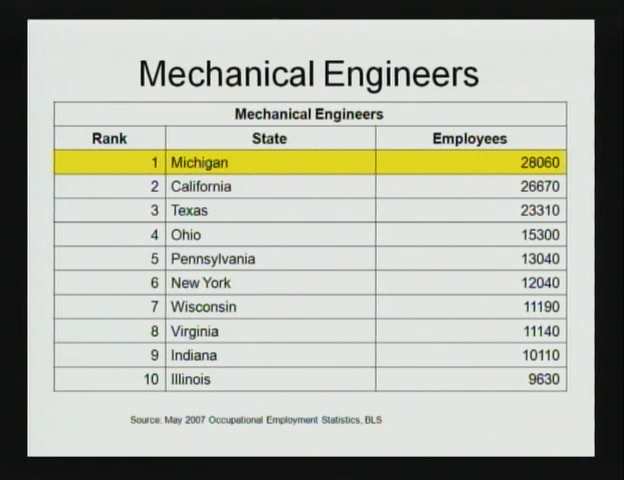 Mechanical Engineers
Mechanical Engineers
Rank State Employees
1 Michigan 28060
2 California 26670
3 Texas 23310
4 Ohio 15300
5 Pennsylvania 13040
6 New York 12040
7 Wisconsin 11190
8 Virginia 11140
9 Indiana 10110
10 Illinois 9630
Source: May 2007 Occupational Employment Statistics, BLS